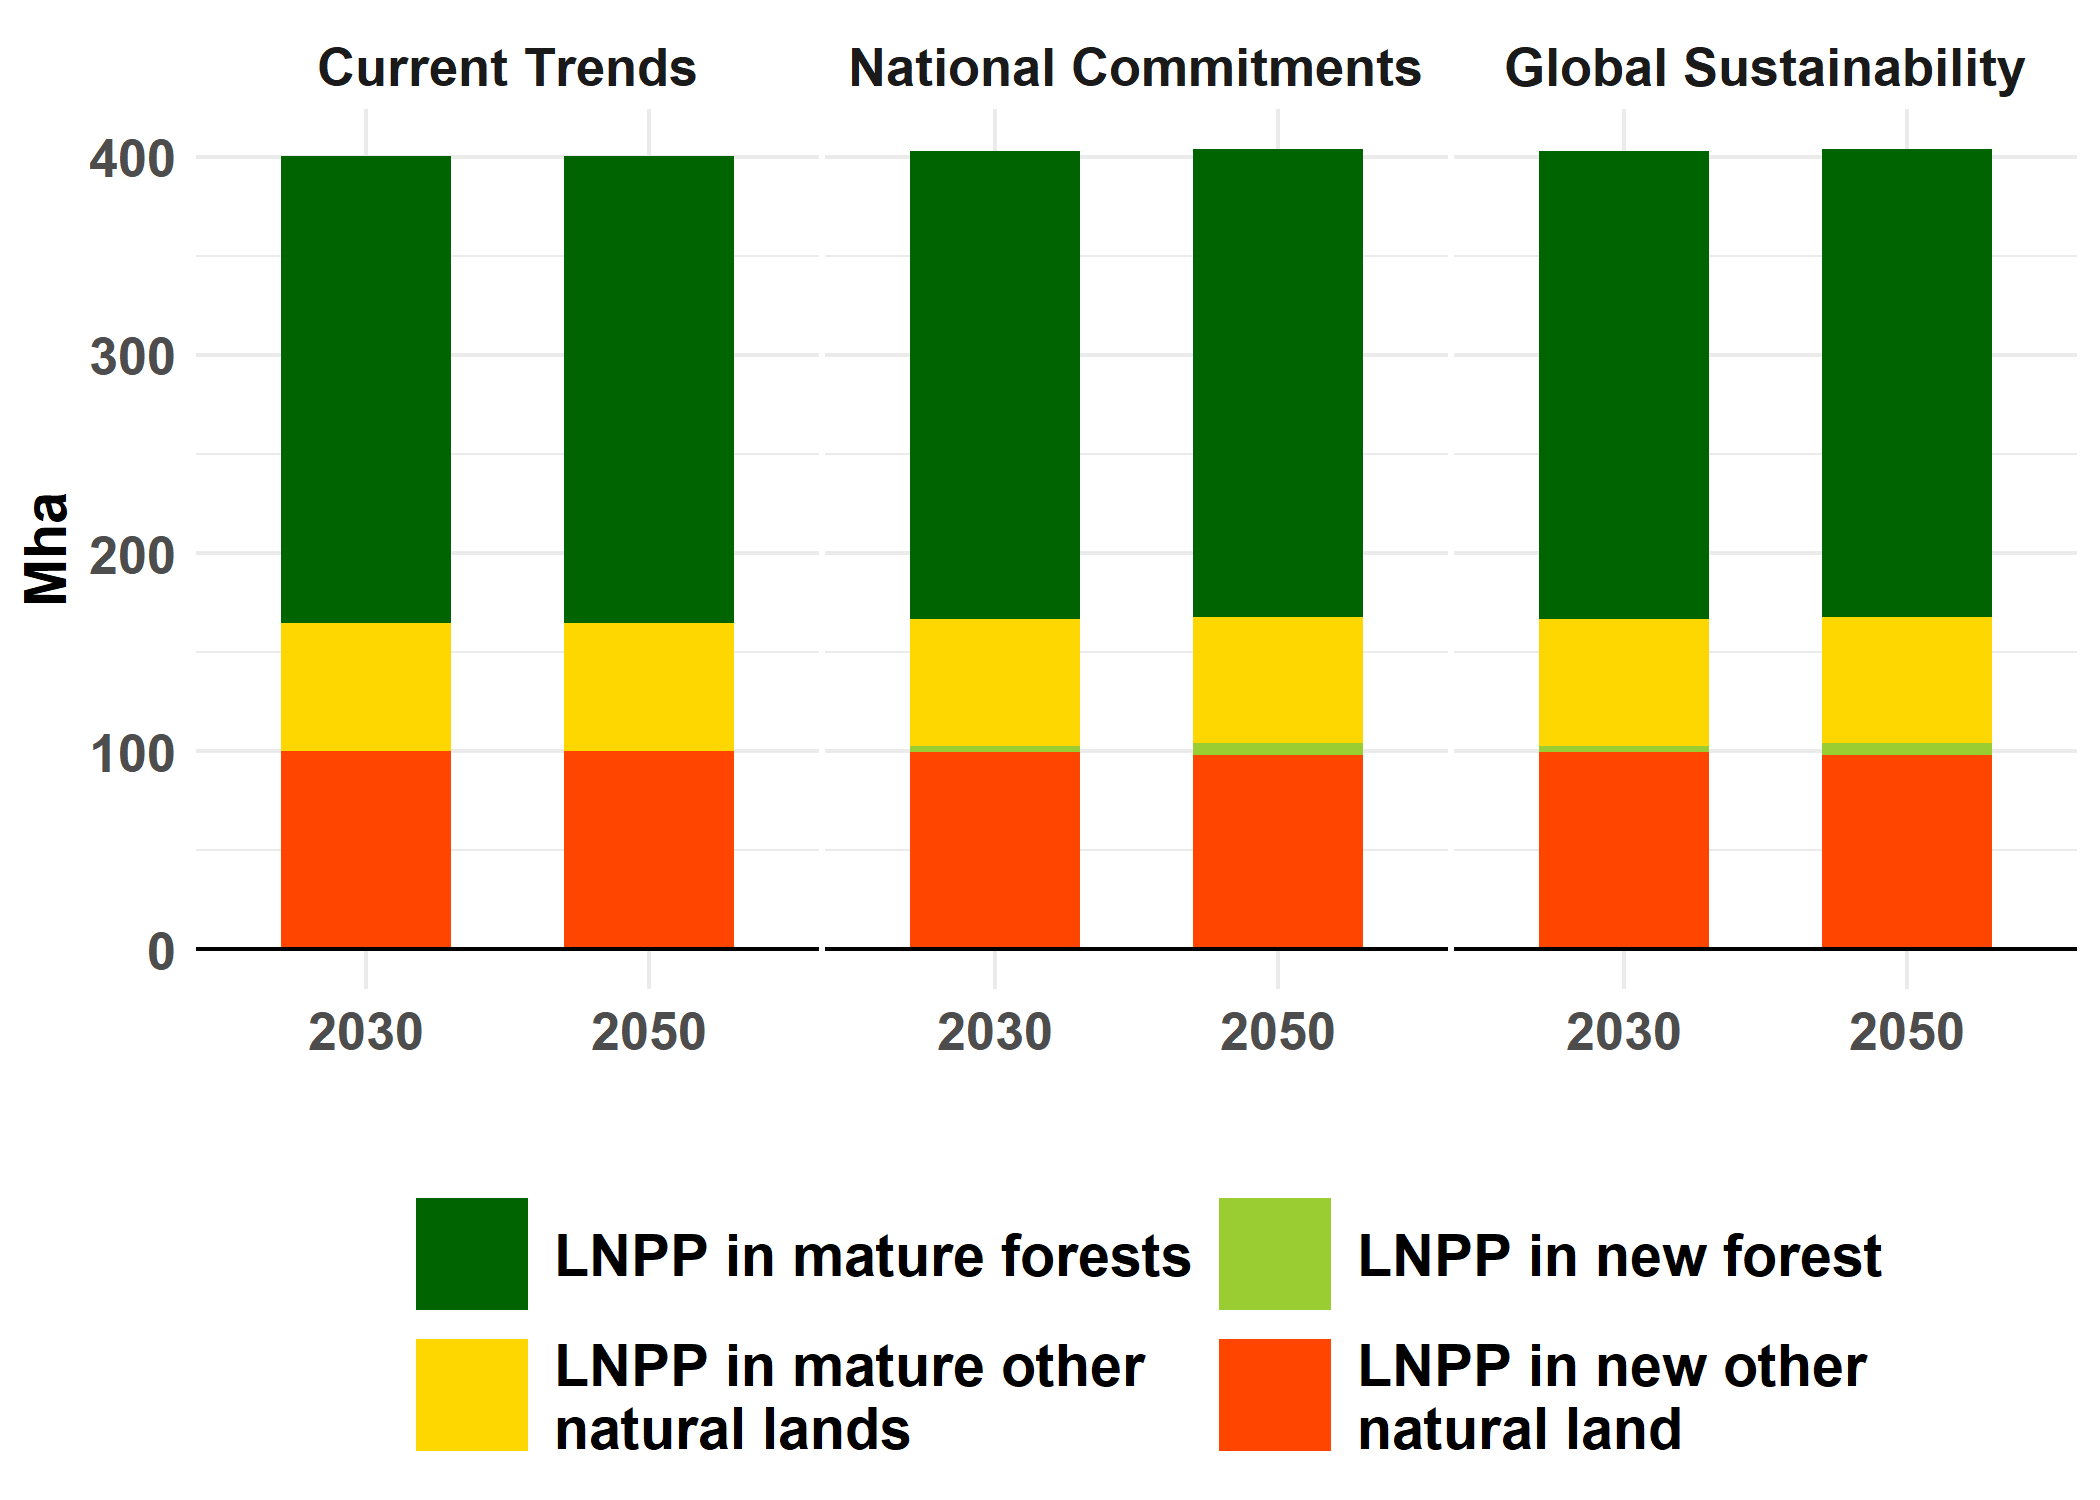 Current Trends
National Commitments
Global Sustainability
400
300
200
100
0
Mha
2030
2050
2030
2050
2030
2050
LNPP in mature forests
LNPP in new forest
LNPP in mature other
natural lands
LNPP in new other
natural land